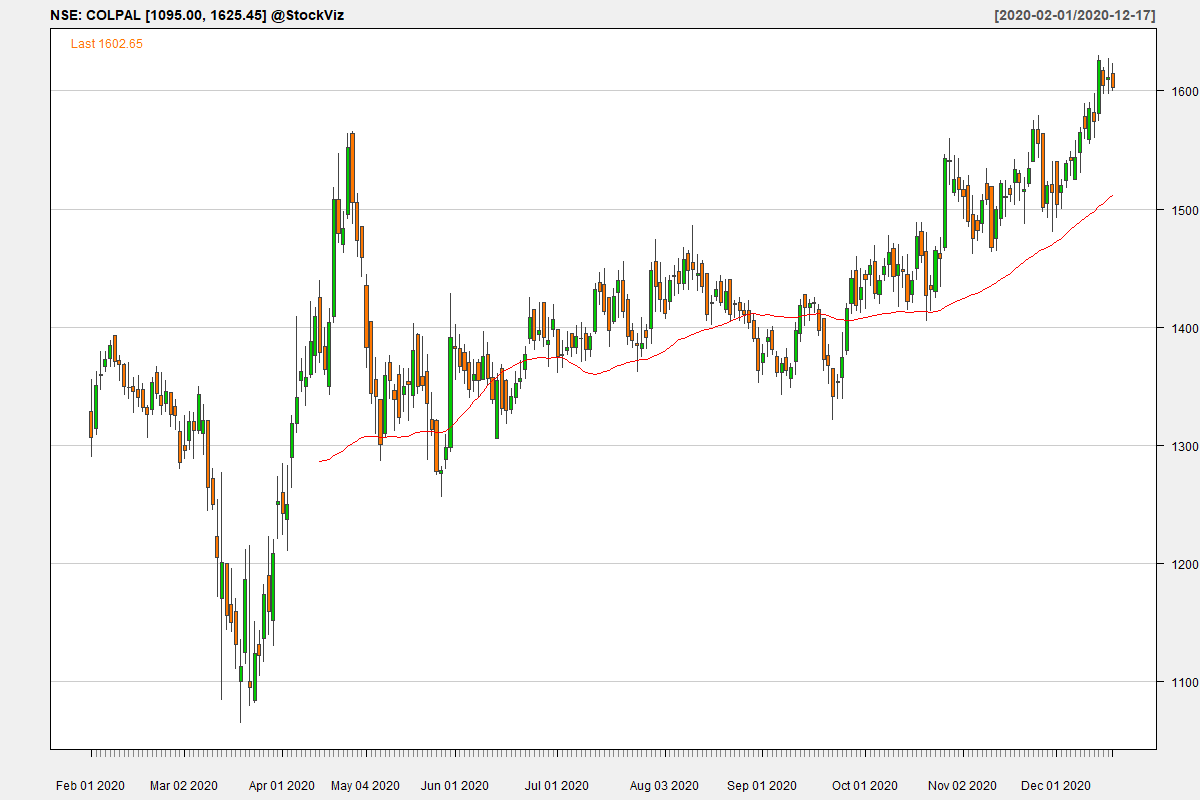 NSE: COLPAL [1095.00, 1625.45] @StockViz [2020-02-01/2020-12-17]
Last 1602.65
1600
1500
1400
1300
1200
1100
Feb 01 2020 Mar 02 2020 Apr 01 2020 May 04 2020 Jun 01 2020 Jul 01 2020 Aug 03 2020 Sep 01 2020 Oct 01 2020 Nov 02 2020 Dec 01 2020